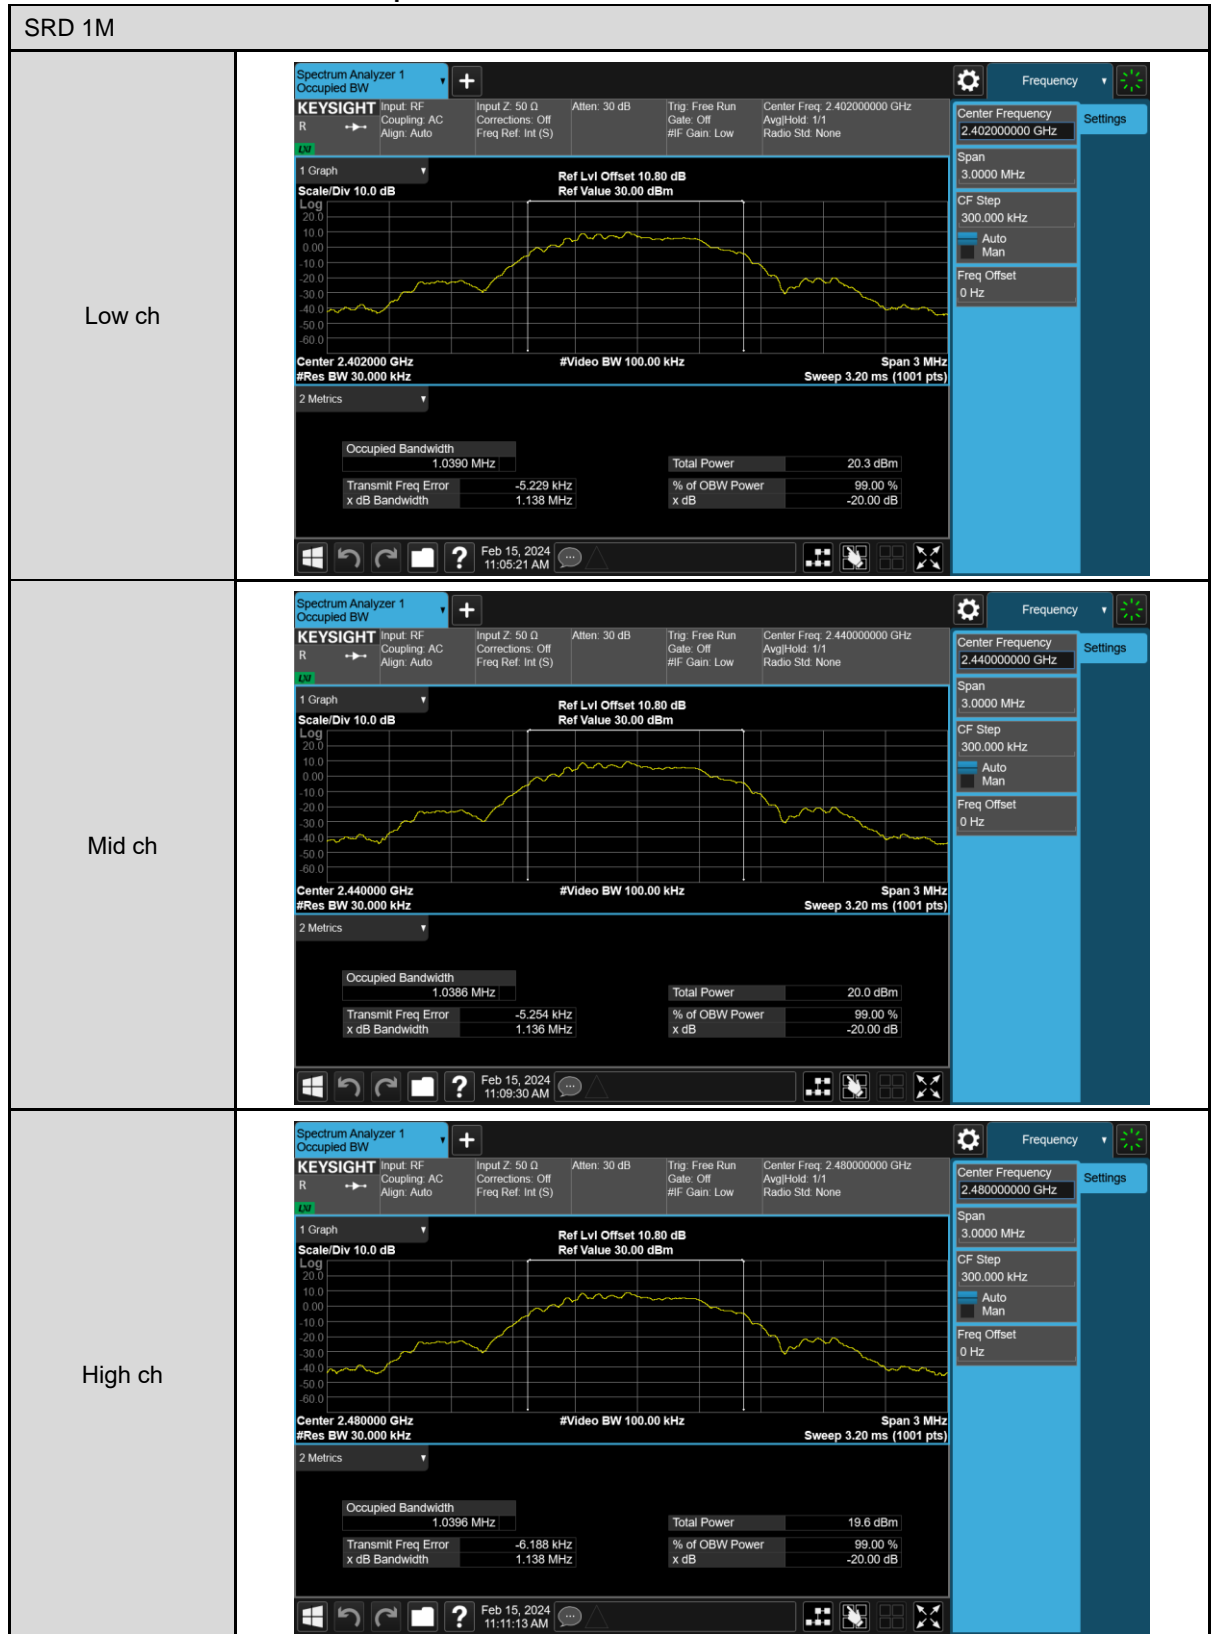 SRD 1M
Low ch
Spectrum Analyzer 1
Occupied BW
Frequency
KEYSIGHT
R
LXI
Input: RF
Coupling: AC
Align: Auto
Input Z: 50 Ω
Corrections: Off
Freq Ref: Int (S)
Atten: 30 dB
Trig: Free Run
Gate: Off
#IF Gain: Low
Center Freq: 2.402000000 GHz
Avg|Hold: 1/1
Radio Std: None
Center Frequency
2.402000000 GHz
Settings
Span
3.0000 MHz
CF Step
300.000 kHz
Auto
Man
Freq Offset
0 Hz
1 Graph
Scale/Div 10.0 dB
Ref Lvl Offset 10.80 dB
Ref Value 30.00 dBm
Log
20.0
10.0
0.00
-10.0
-20.0
-30.0
-40.0
-50.0
-60.0
Center 2.402000 GHz
#Video BW 100.00 kHz
Span 3 MHz
#Res BW 30.000 kHz
Sweep 3.20 ms (1001 pts)
2 Metrics
Occupied Bandwidth
1.0390 MHz
Total Power 20.3 dBm
Transmit Freq Error -5.229 kHz
% of OBW Power 99.00 %
x dB Bandwidth 1.138 MHz
x dB -20.00 dB
?
Feb 15, 2024
11:05:21 AM
Mid ch
Spectrum Analyzer 1
Occupied BW
Frequency
KEYSIGHT
R
LXI
Input: RF
Coupling: AC
Align: Auto
Input Z: 50 Ω
Corrections: Off
Freq Ref: Int (S)
Atten: 30 dB
Trig: Free Run
Gate: Off
#IF Gain: Low
Center Freq: 2.440000000 GHz
Avg|Hold: 1/1
Radio Std: None
Center Frequency
2.440000000 GHz
Settings
Span
3.0000 MHz
CF Step
300.000 kHz
Auto
Man
Freq Offset
0 Hz
1 Graph
Scale/Div 10.0 dB
Ref Lvl Offset 10.80 dB
Ref Value 30.00 dBm
Log
20.0
10.0
0.00
-10.0
-20.0
-30.0
-40.0
-50.0
-60.0
Center 2.440000 GHz
#Video BW 100.00 kHz
Span 3 MHz
#Res BW 30.000 kHz
Sweep 3.20 ms (1001 pts)
2 Metrics
Occupied Bandwidth
1.0386 MHz
Total Power 20.0 dBm
Transmit Freq Error -5.254 kHz
% of OBW Power 99.00 %
x dB Bandwidth 1.136 MHz
x dB -20.00 dB
?
Feb 15, 2024
11:09:30 AM
High ch
Spectrum Analyzer 1
Occupied BW
Frequency
KEYSIGHT
R
LXI
Input: RF
Coupling: AC
Align: Auto
Input Z: 50 Ω
Corrections: Off
Freq Ref: Int (S)
Atten: 30 dB
Trig: Free Run
Gate: Off
#IF Gain: Low
Center Freq: 2.480000000 GHz
Avg|Hold: 1/1
Radio Std: None
Center Frequency
2.480000000 GHz
Settings
Span
3.0000 MHz
CF Step
300.000 kHz
Auto
Man
Freq Offset
0 Hz
1 Graph
Scale/Div 10.0 dB
Ref Lvl Offset 10.80 dB
Ref Value 30.00 dBm
Log
20.0
10.0
0.00
-10.0
-20.0
-30.0
-40.0
-50.0
-60.0
Center 2.480000 GHz
#Video BW 100.00 kHz
Span 3 MHz
#Res BW 30.000 kHz
Sweep 3.20 ms (1001 pts)
2 Metrics
Occupied Bandwidth
1.0396 MHz
Total Power 19.6 dBm
Transmit Freq Error -6.188 kHz
% of OBW Power 99.00 %
x dB Bandwidth 1.138 MHz
x dB -20.00 dB
?
Feb 15, 2024
11:11:13 AM